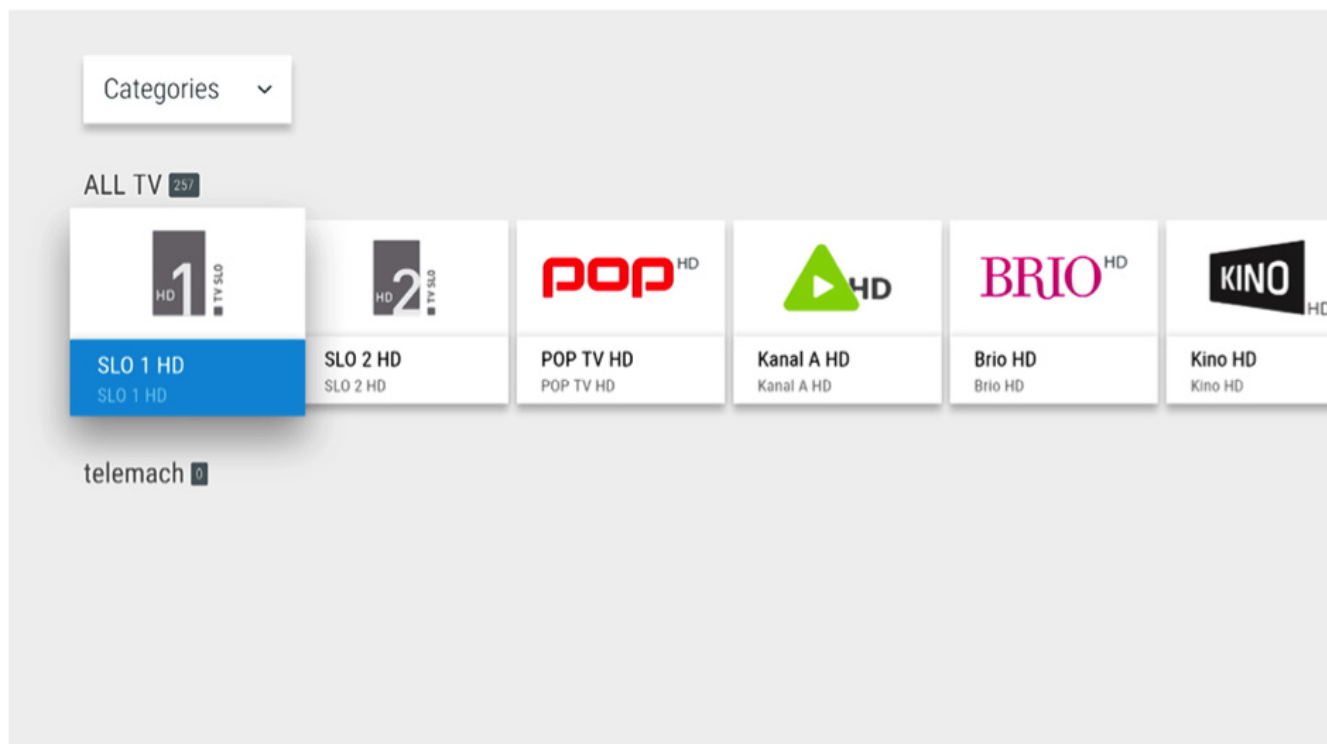 Categories
ALL TV 257
HD 1 TV SLO
HD 2 TV SLO
pop HD
HD
BRIO HD
KINO HD
SLO 1 HD
SLO 1 HD
SLO 2 HD
SLO 2 HD
POP TV HD
POP TV HD
Kanal A HD
Kanal A HD
Brio HD
Brio HD
Kino HD
Kino HD
telemach 0